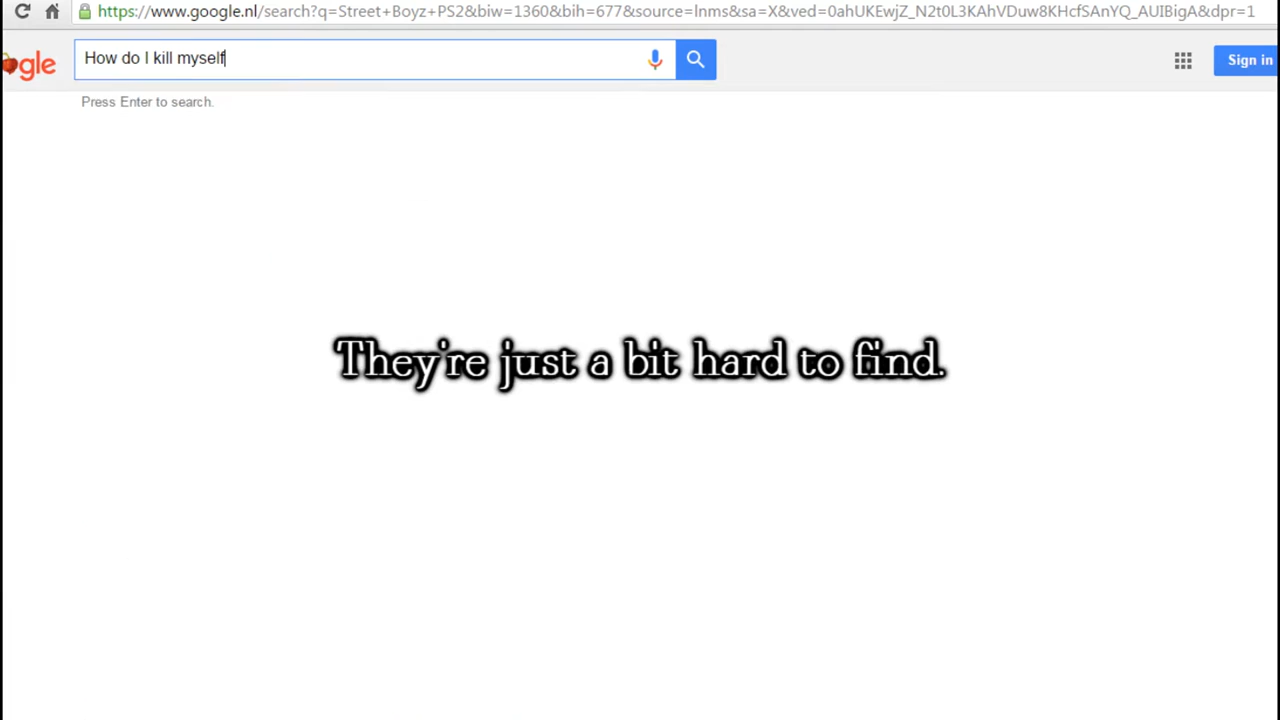 https://www.google.nl/search?q=Street+Boyz+PS2&biw=1360&bih=677&source=lnms&sa=X&ved=0ahUKEwjZ_N2t0L3KAhVDuw8KHcfSAnYQ_AUIBigA&dpr=1
gle How do I kill myself Sign in
Press Enter to search.
They're just a bit hard to find.